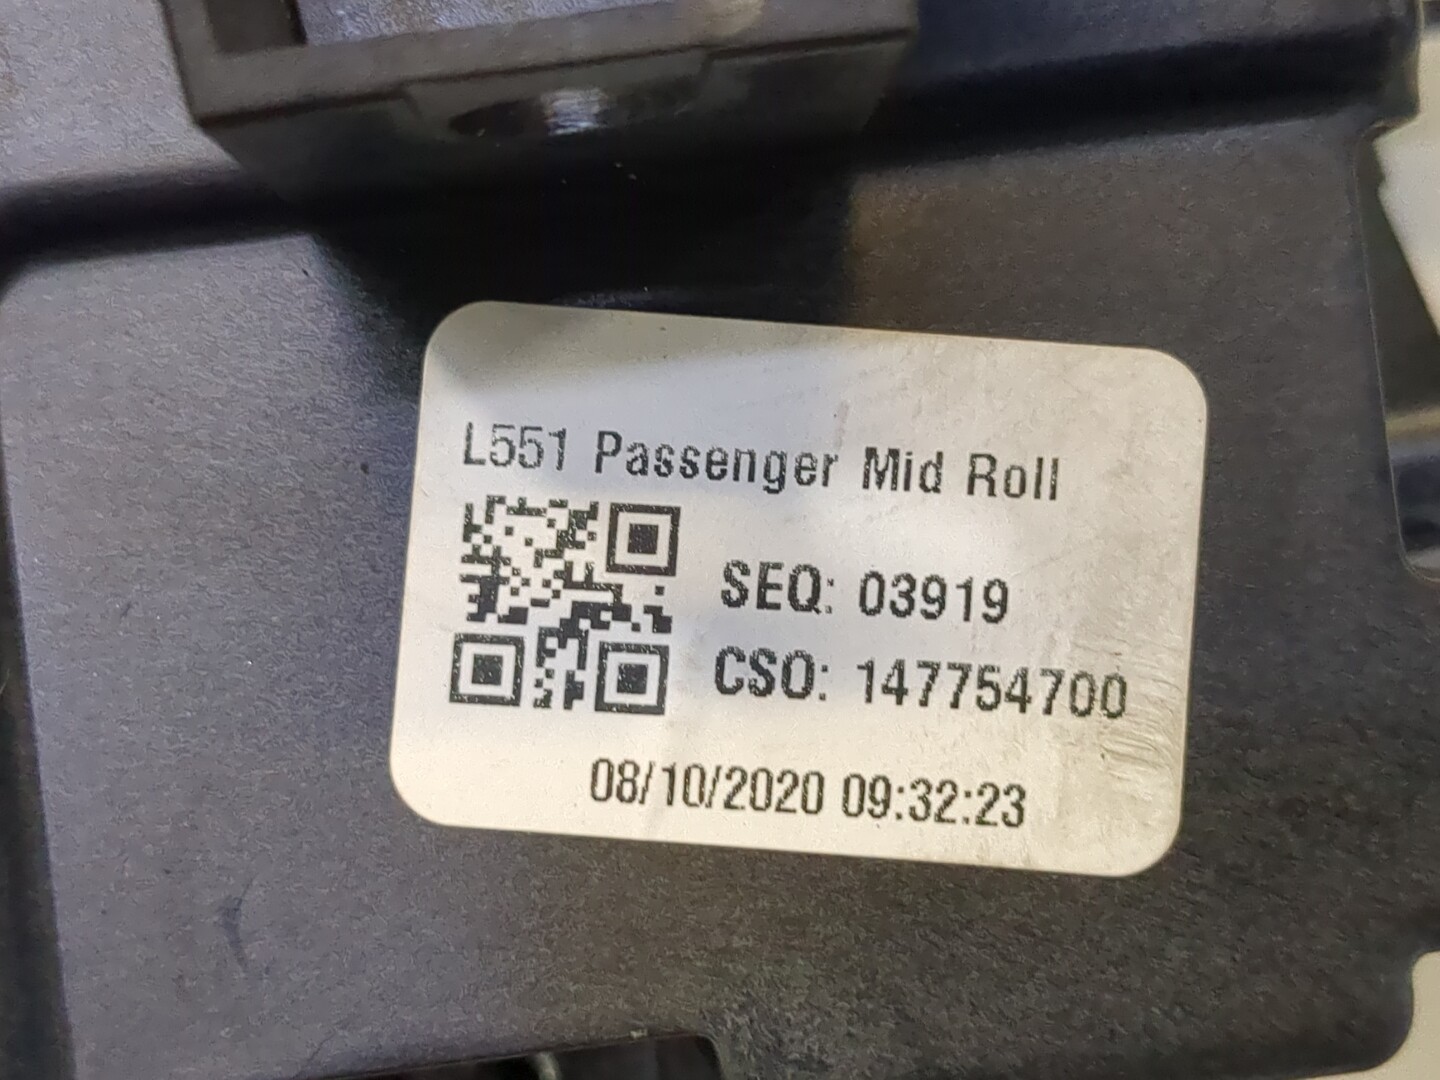 L551 Passenger Mid Roll
SEQ: 03919
CSO: 147754700
08/10/2020 09:32:23